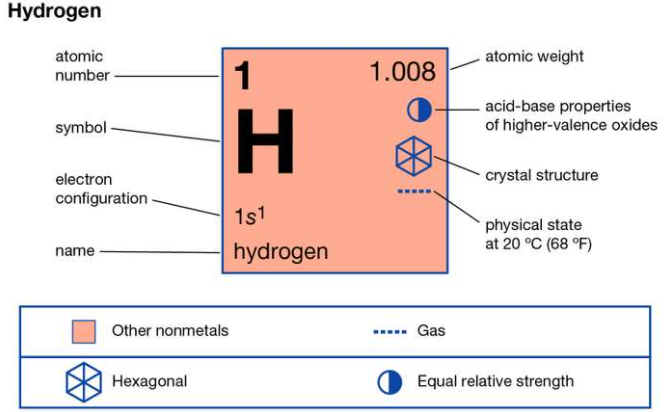 Hydrogen
atomic
number
symbol
electron
configuration
name
1
1.008
H
1s¹
hydrogen
atomic weight
acid-base properties
of higher-valence oxides
crystal structure
physical state
at 20 ºC (68 ºF)
Other nonmetals
Gas
Hexagonal
Equal relative strength